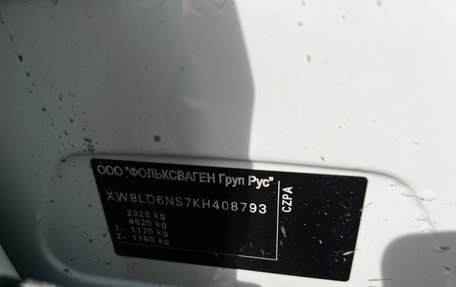 ООО "ФОЛЬКСВАГЕН Груп Рус"
XW8LD6NS7KH408793
2320 kg
4520 kg
1- 1170 kg
2- 1180 kg
CZPA